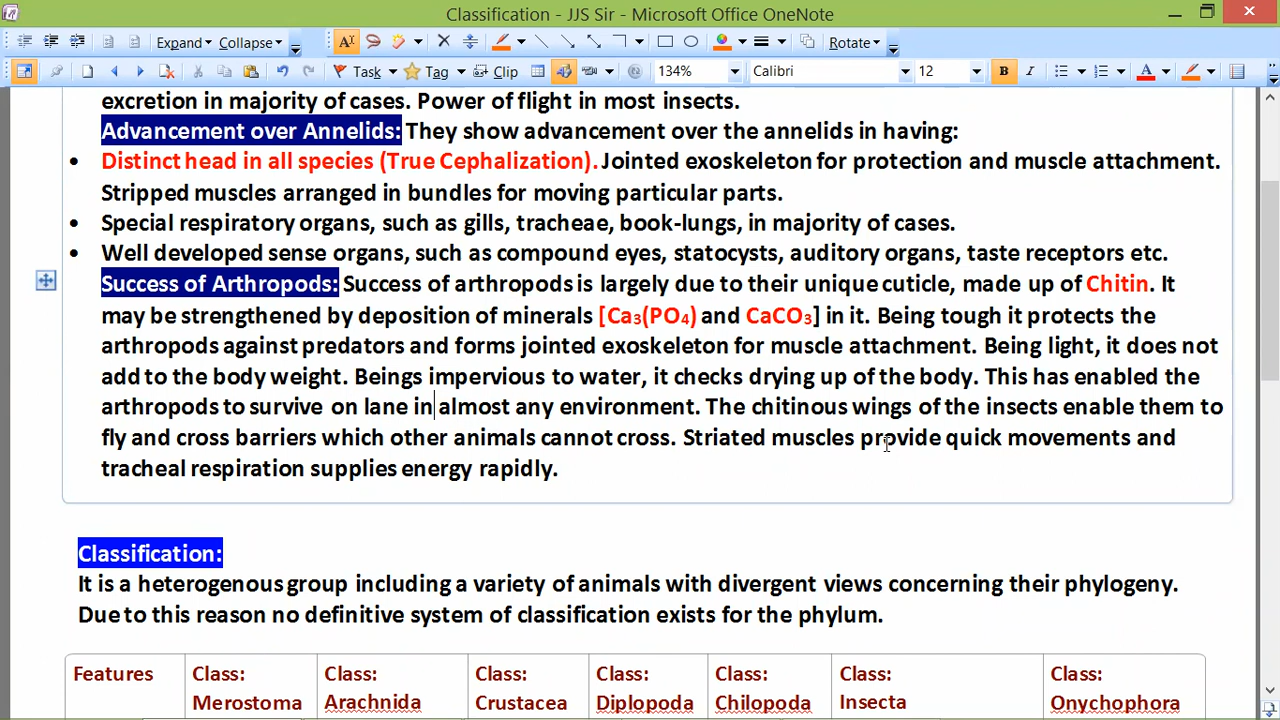 Classification - JJS Sir - Microsoft Office OneNote
Expand Collapse Rotate
Task Tag Clip 134% Calibri 12 B I
excretion in majority of cases. Power of flight in most insects.
Advancement over Annelids: They show advancement over the annelids in having:
• Distinct head in all species (True Cephalization). Jointed exoskeleton for protection and muscle attachment.
Stripped muscles arranged in bundles for moving particular parts.
• Special respiratory organs, such as gills, tracheae, book-lungs, in majority of cases.
• Well developed sense organs, such as compound eyes, statocysts, auditory organs, taste receptors etc.
Success of Arthropods: Success of arthropods is largely due to their unique cuticle, made up of Chitin. It
may be strengthened by deposition of minerals [Ca₃(PO₄) and CaCO₃] in it. Being tough it protects the
arthropods against predators and forms jointed exoskeleton for muscle attachment. Being light, it does not
add to the body weight. Beings impervious to water, it checks drying up of the body. This has enabled the
arthropods to survive on lane in almost any environment. The chitinous wings of the insects enable them to
fly and cross barriers which other animals cannot cross. Striated muscles provide quick movements and
tracheal respiration supplies energy rapidly.
Classification:
It is a heterogenous group including a variety of animals with divergent views concerning their phylogeny.
Due to this reason no definitive system of classification exists for the phylum.
Features Class: Class: Class: Class: Class: Class: Class:
Merostoma Arachnida Crustacea Diplopoda Chilopoda Insecta Onychophora